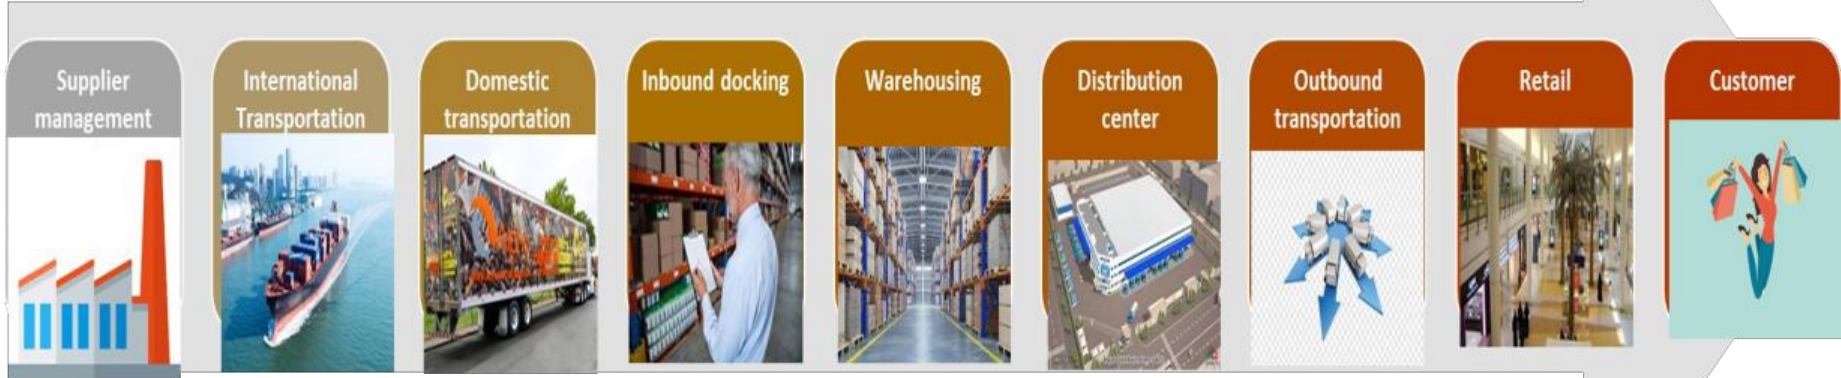 Supplier
management
International
Transportation
Domestic
transportation
Inbound docking
Warehousing
Distribution
center
Outbound
transportation
Retail
Customer